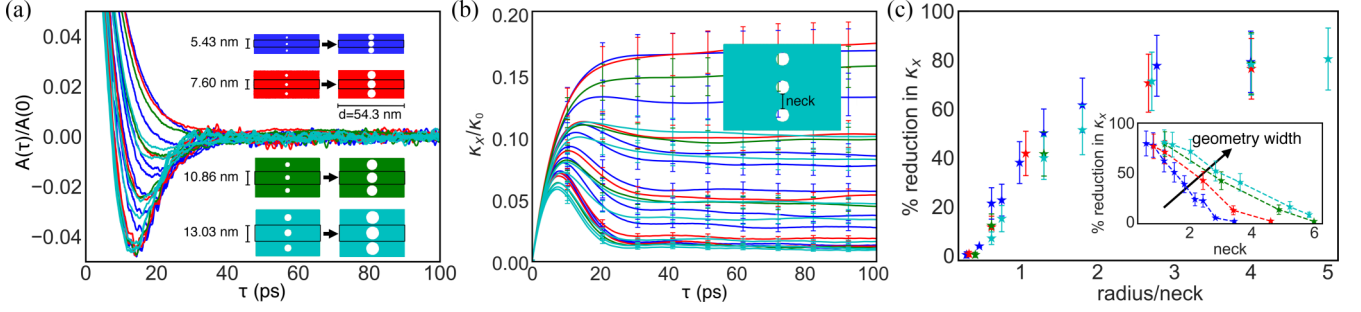 (a)
0.04
0.02
0.00
−0.02
−0.04
A(τ)/A(0)
5.43 nm
7.60 nm
d=54.3 nm
10.86 nm
13.03 nm
0
20
40
60
80
100
τ (ps)
(b)
0.20
0.15
0.10
0.05
0.00
κx/κ0
neck
0
20
40
60
80
100
τ (ps)
(c)
100
80
60
40
20
0
% reduction in κx
geometry width
100
50
0
% reduction in κx
2
4
6
neck
1
2
3
4
5
radius/neck